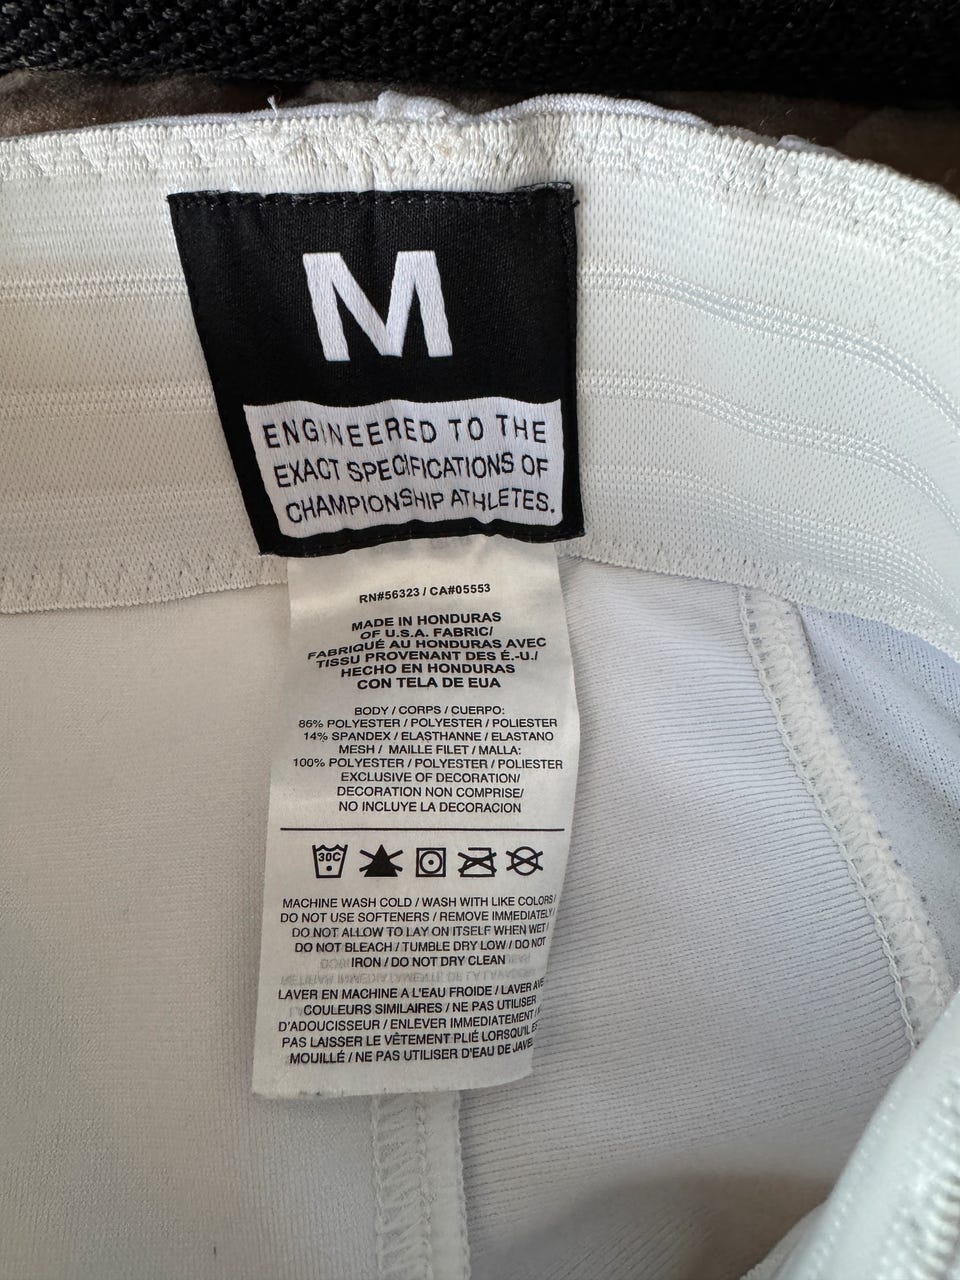 M
ENGINEERED TO THE
EXACT SPECIFICATIONS OF
CHAMPIONSHIP ATHLETES.
RN#56323 / CA#05553
MADE IN HONDURAS
OF U.S.A. FABRIC/
FABRIQUÉ AU HONDURAS AVEC
TISSU PROVENANT DES É.-U./
HECHO EN HONDURAS
CON TELA DE EUA
BODY / CORPS / CUERPO:
86% POLYESTER / POLYESTER / POLIESTER
14% SPANDEX / ELASTHANNE / ELASTANO
MESH / MAILLE FILET / MALLA:
100% POLYESTER / POLYESTER / POLIESTER
EXCLUSIVE OF DECORATION/
DECORATION NON COMPRISE/
NO INCLUYE LA DECORACION
30C
MACHINE WASH COLD / WASH WITH LIKE COLORS /
DO NOT USE SOFTENERS / REMOVE IMMEDIATELY /
DO NOT ALLOW TO LAY ON ITSELF WHEN WET /
DO NOT BLEACH / TUMBLE DRY LOW / DO NOT
IRON / DO NOT DRY CLEAN
LAVER EN MACHINE A L'EAU FROIDE / LAVER
COULEURS SIMILAIRES / NE PAS UTILISER
D'ADOUCISSEUR / ENLEVER IMMEDIATEMENT /
PAS LAISSER LE VÊTEMENT PLIÉ LORSQU'IL
MOUILLÉ / NE PAS UTILISER D'EAU DE JAVEL